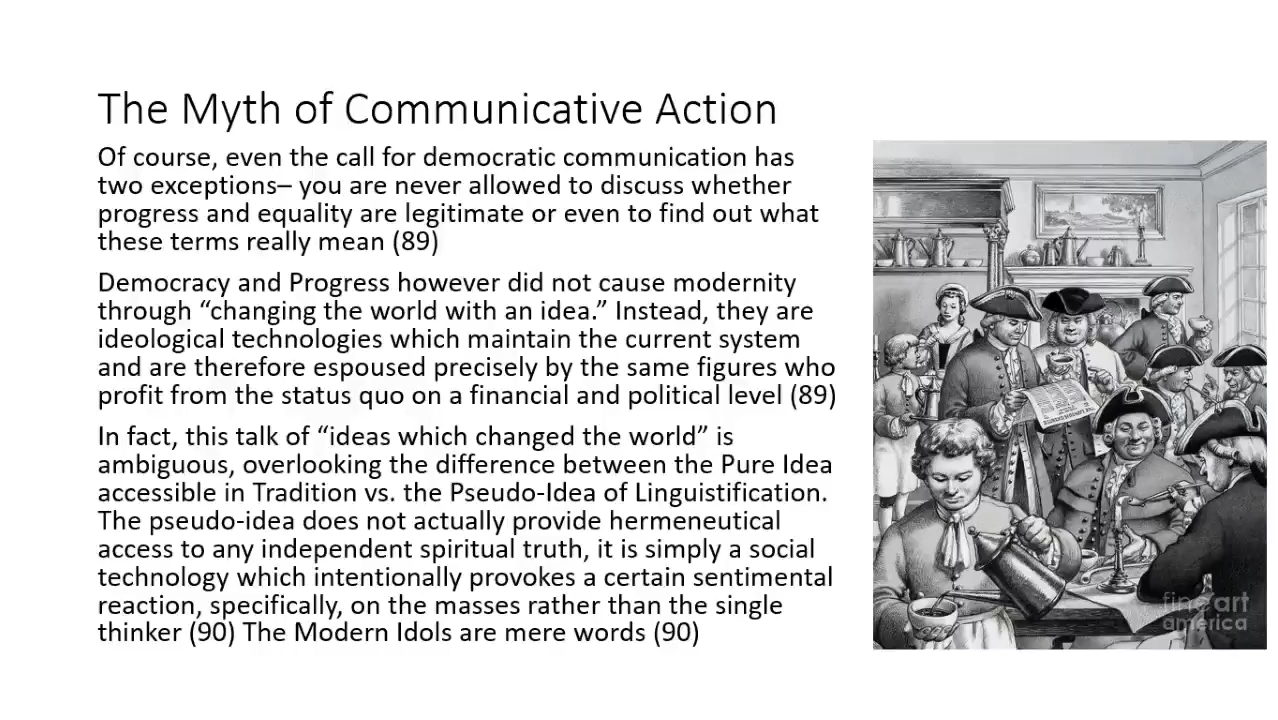 The Myth of Communicative Action
Of course, even the call for democratic communication has
two exceptions– you are never allowed to discuss whether
progress and equality are legitimate or even to find out what
these terms really mean (89)
Democracy and Progress however did not cause modernity
through “changing the world with an idea.” Instead, they are
ideological technologies which maintain the current system
and are therefore espoused precisely by the same figures who
profit from the status quo on a financial and political level (89)
In fact, this talk of “ideas which changed the world” is
ambiguous, overlooking the difference between the Pure Idea
accessible in Tradition vs. the Pseudo-Idea of Linguistification.
The pseudo-idea does not actually provide hermeneutical
access to any independent spiritual truth, it is simply a social
technology which intentionally provokes a certain sentimental
reaction, specifically, on the masses rather than the single
thinker (90) The Modern Idols are mere words (90)
fine art
america